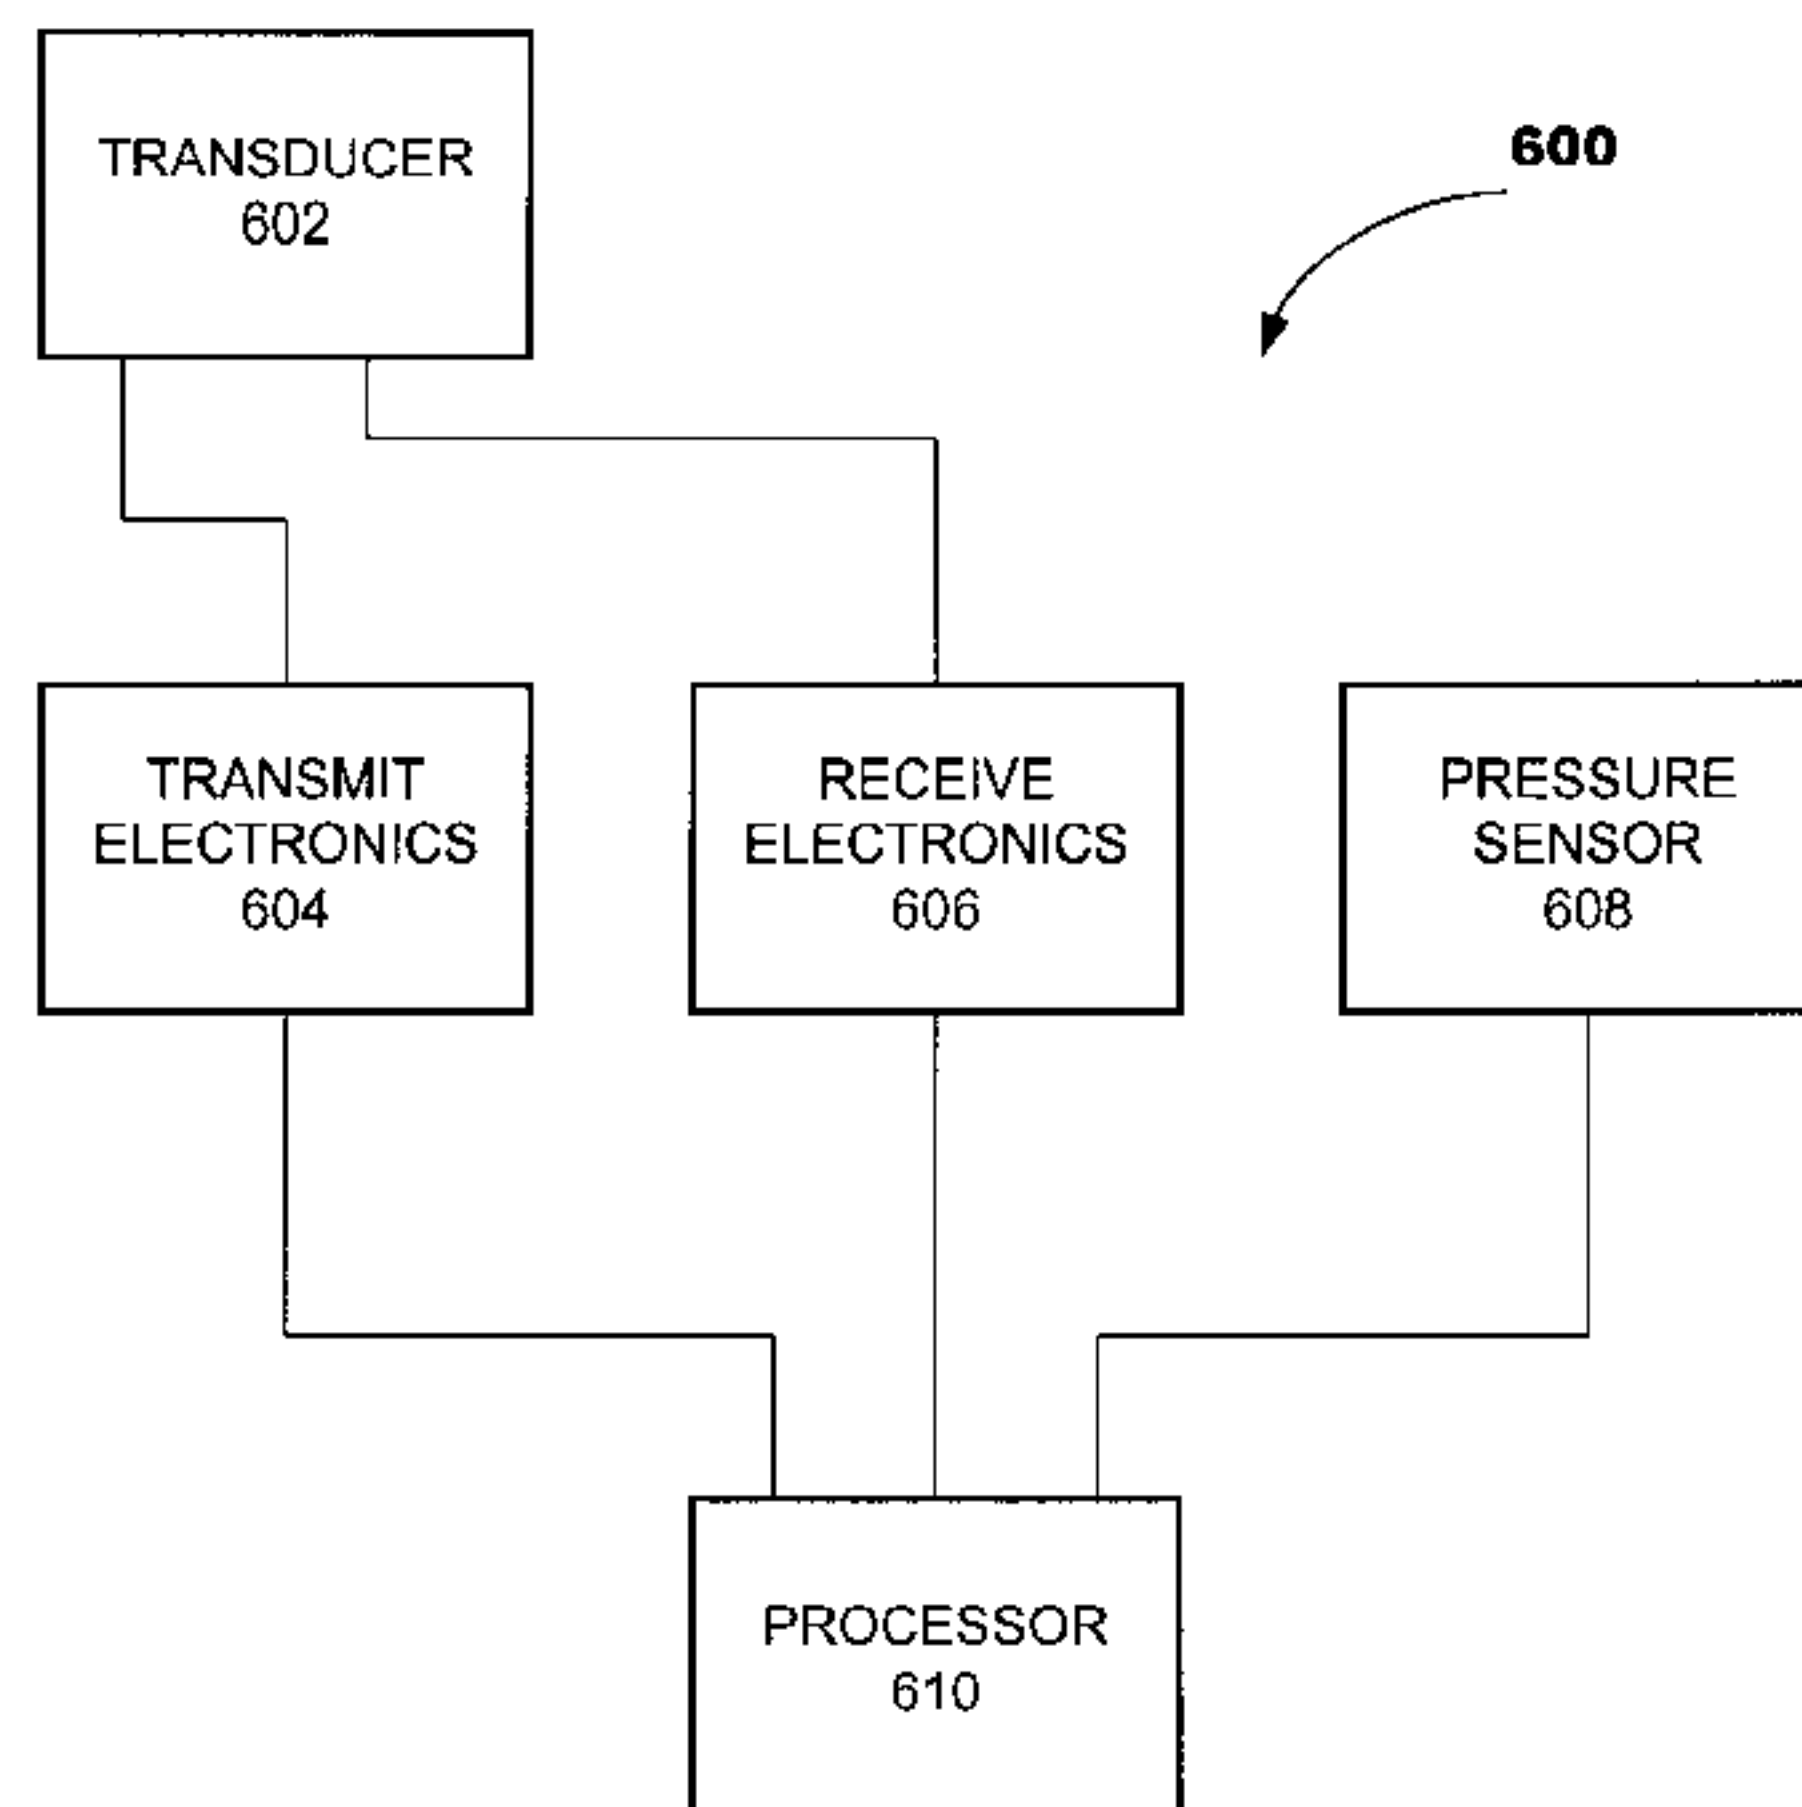 TRANSDUCER
602
600
TRANSMIT
ELECTRONICS
604
RECEIVE
ELECTRONICS
606
PRESSURE
SENSOR
608
PROCESSOR
610